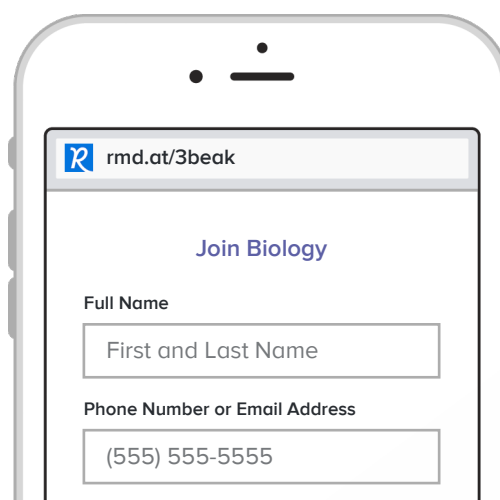 rmd.at/3beak
Join Biology
Full Name
First and Last Name
Phone Number or Email Address
(555) 555-5555